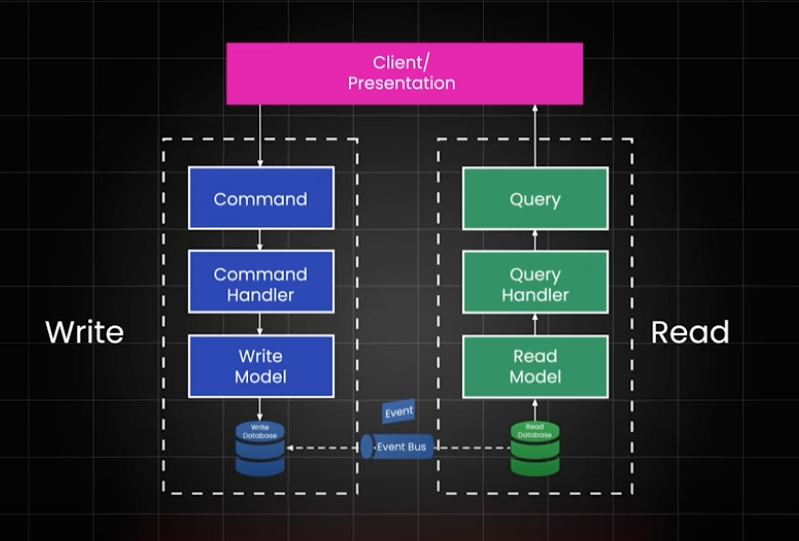 Client/
Presentation
Command
Query
Command
Handler
Query
Handler
Write
Read
Write
Model
Read
Model
Event
Write
Database
Read
Database
Event Bus